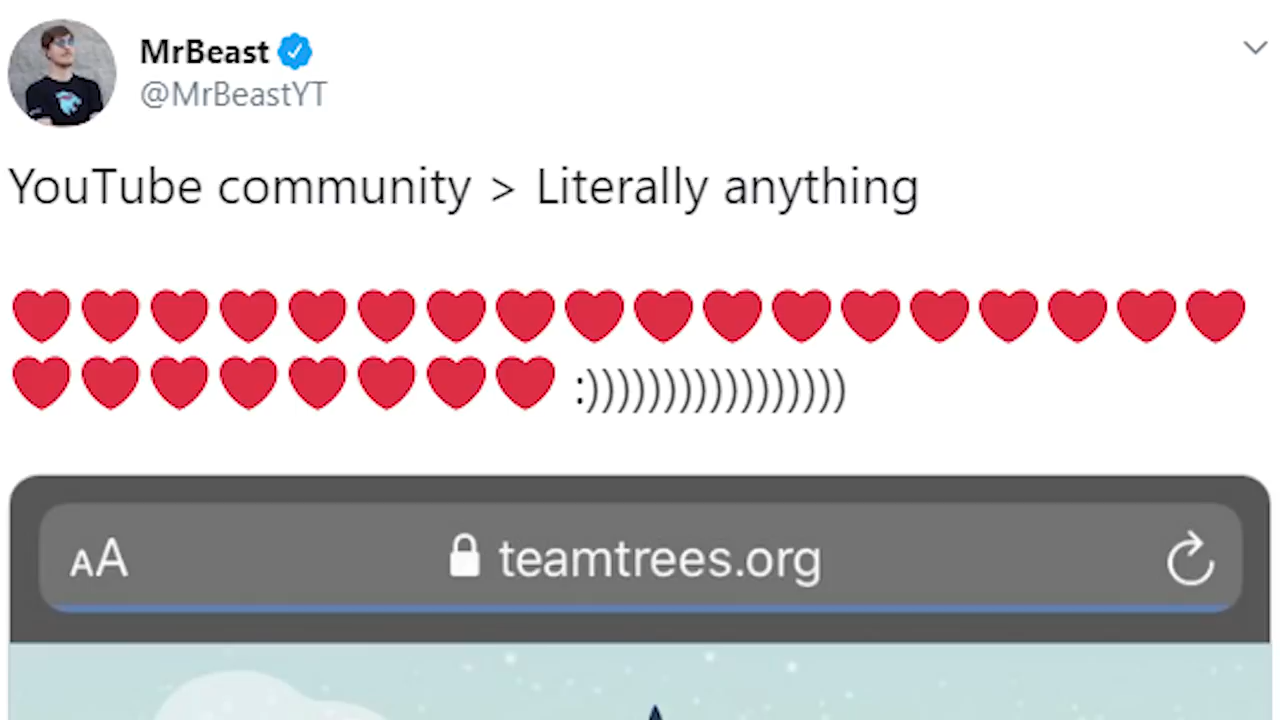 MrBeast
@MrBeastYT
YouTube community > Literally anything
❤❤❤❤❤❤❤❤❤❤❤❤❤❤❤❤❤❤
❤❤❤❤❤❤❤❤ :)))))))))))))))))
AA teamtrees.org